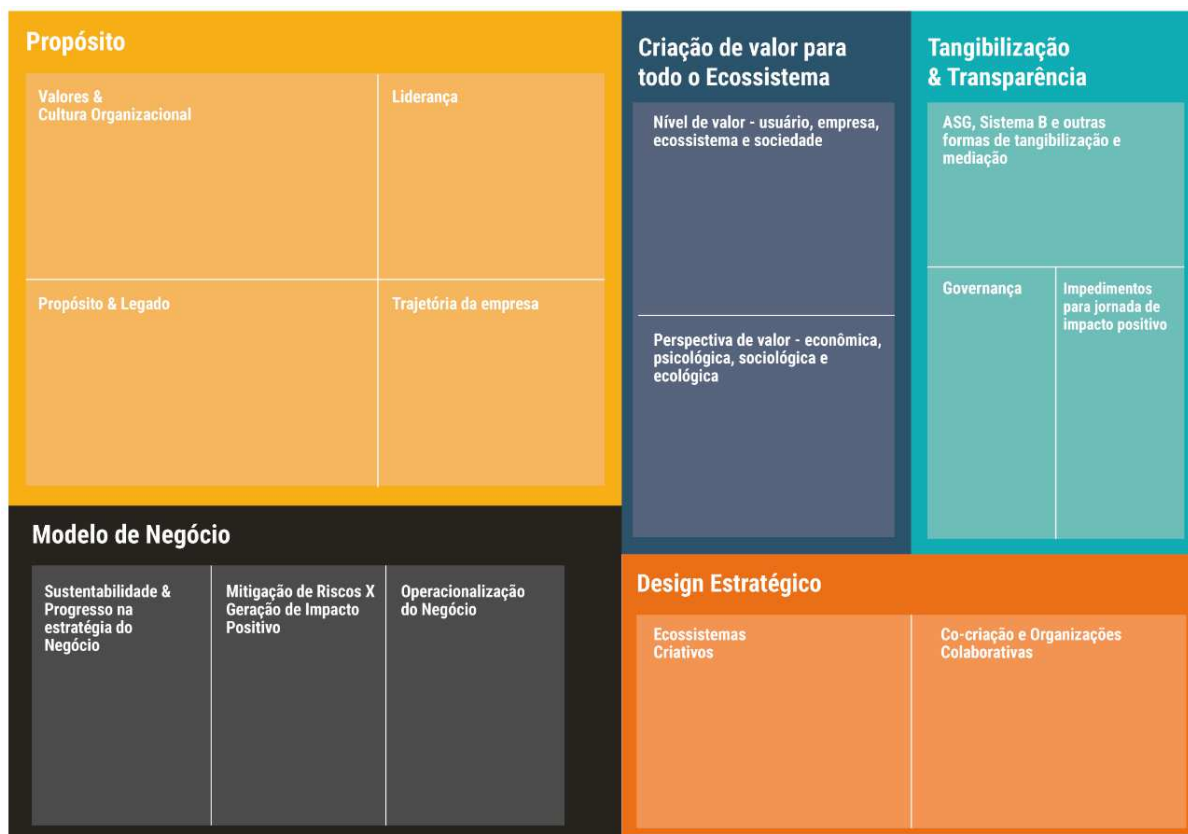 Propósito
Valores &
Cultura Organizacional
Liderança
Propósito & Legado
Trajetória da empresa
Criação de valor para
todo o Ecossistema
Nível de valor - usuário, empresa,
ecossistema e sociedade
Perspectiva de valor - econômica,
psicológica, sociológica e
ecológica
Tangibilização
& Transparência
ASG, Sistema B e outras
formas de tangibilização e
mediação
Governança
Impedimentos
para jornada de
impacto positivo
Modelo de Negócio
Sustentabilidade &
Progresso na
estratégia do
Negócio
Mitigação de Riscos X
Geração de Impacto
Positivo
Operacionalização
do Negócio
Design Estratégico
Ecossistemas
Criativos
Co-criação e Organizações
Colaborativas